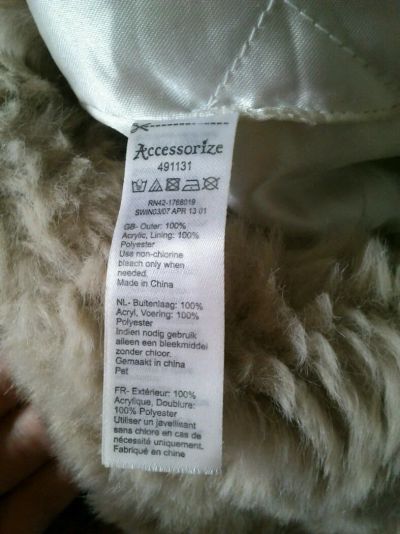 Accessorize
491131
RN42-1768019
SWIN03/07 APR 13 01
GB- Outer: 100%
Acrylic, Lining: 100%
Polyester
Use non-chlorine
bleach only when
needed.
Made in China
NL- Buitenlaag: 100%
Acryl, Voering: 100%
Polyester
Indien nodig gebruik
alleen een bleekmiddel
zonder chloor.
Gemaakt in china
Pet
FR- Extérieur: 100%
Acrylique, Doublure:
100% Polyester
Utiliser un javellisant
sans chlore en cas de
nécessité uniquement.
Fabriqué en chine